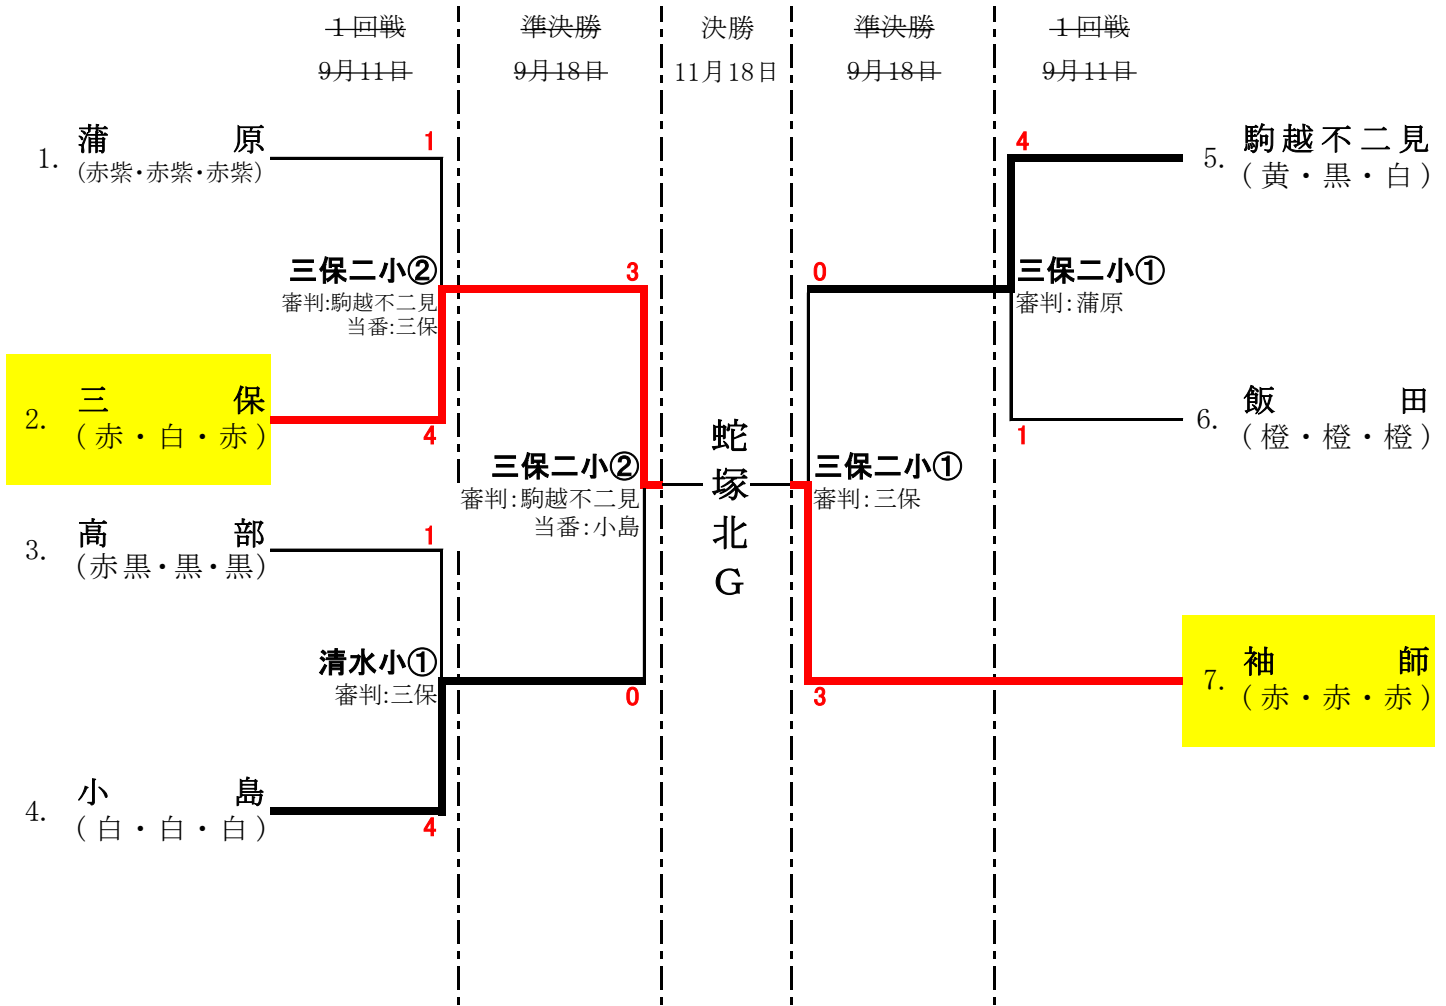 １回戦
準決勝
決勝
準決勝
１回戦
9月11日
9月18日
11月18日
9月18日
9月11日
1. 蒲原
(赤紫・赤紫・赤紫)
1
4
5. 駒越不二見
(黄・黒・白)
三保二小②
審判:駒越不二見
当番:三保
3
0
三保二小①
審判:蒲原
2. 三保
(赤・白・赤)
4
1
6. 飯田
(橙・橙・橙)
三保二小②
審判:駒越不二見
当番:小島
蛇塚北G
三保二小①
審判:三保
3. 高部
(赤黒・黒・黒)
1
清水小①
審判:三保
0
3
7. 袖師
(赤・赤・赤)
4. 小島
(白・白・白)
4